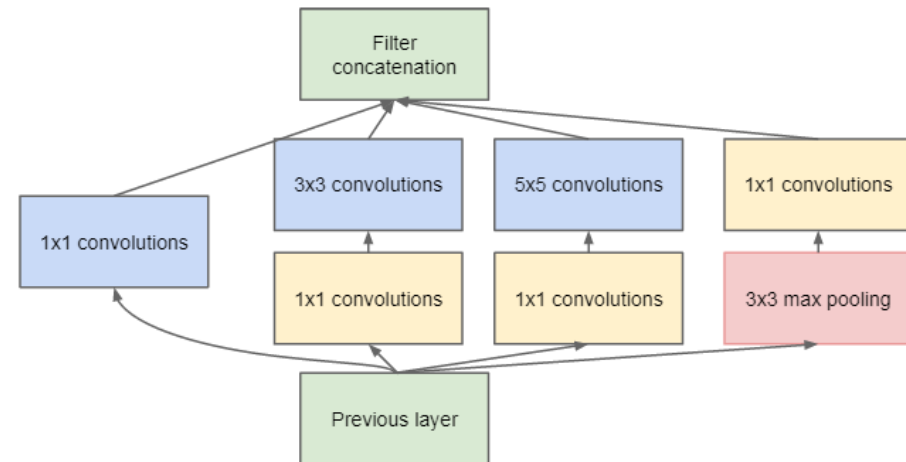 Filter
concatenation
3x3 convolutions
5x5 convolutions
1x1 convolutions
1x1 convolutions
1x1 convolutions
1x1 convolutions
3x3 max pooling
Previous layer